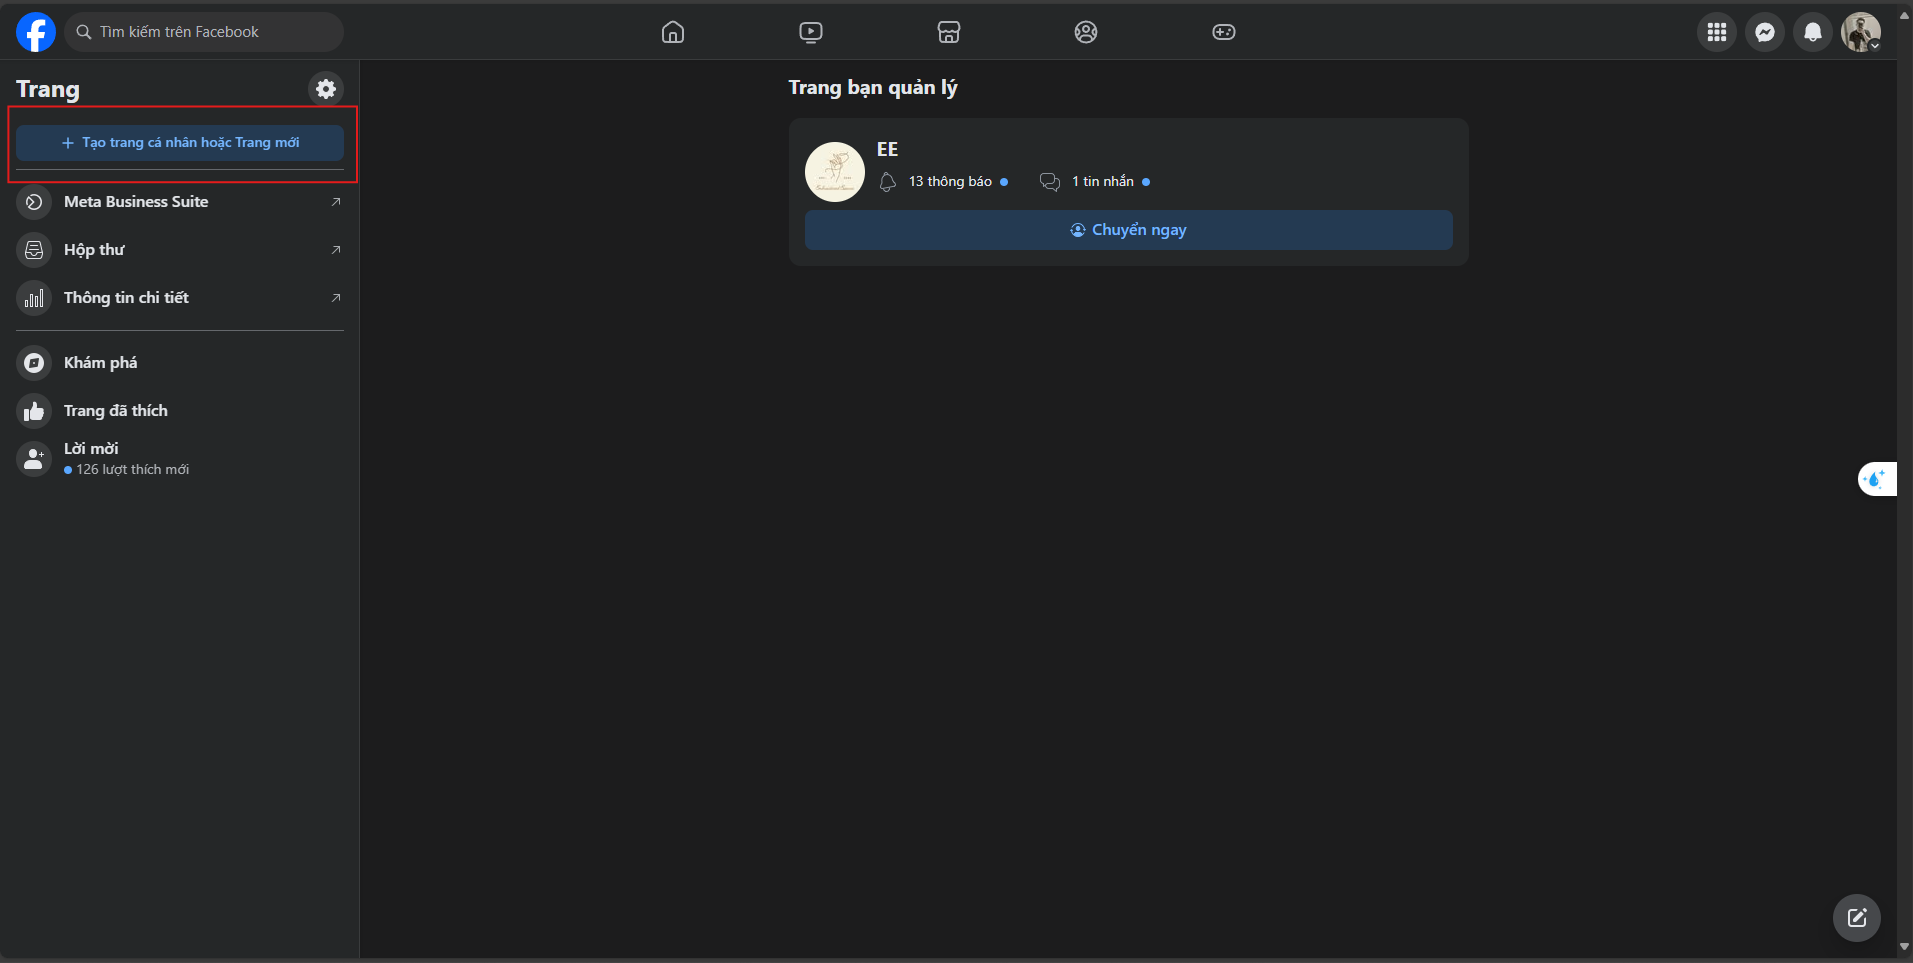 Tìm kiếm trên Facebook
Trang
Tạo trang cá nhân hoặc Trang mới
Meta Business Suite
Hộp thư
Thông tin chi tiết
Khám phá
Trang đã thích
Lời mời
126 lượt thích mới
Trang bạn quản lý
EE
13 thông báo
1 tin nhắn
Chuyển ngay